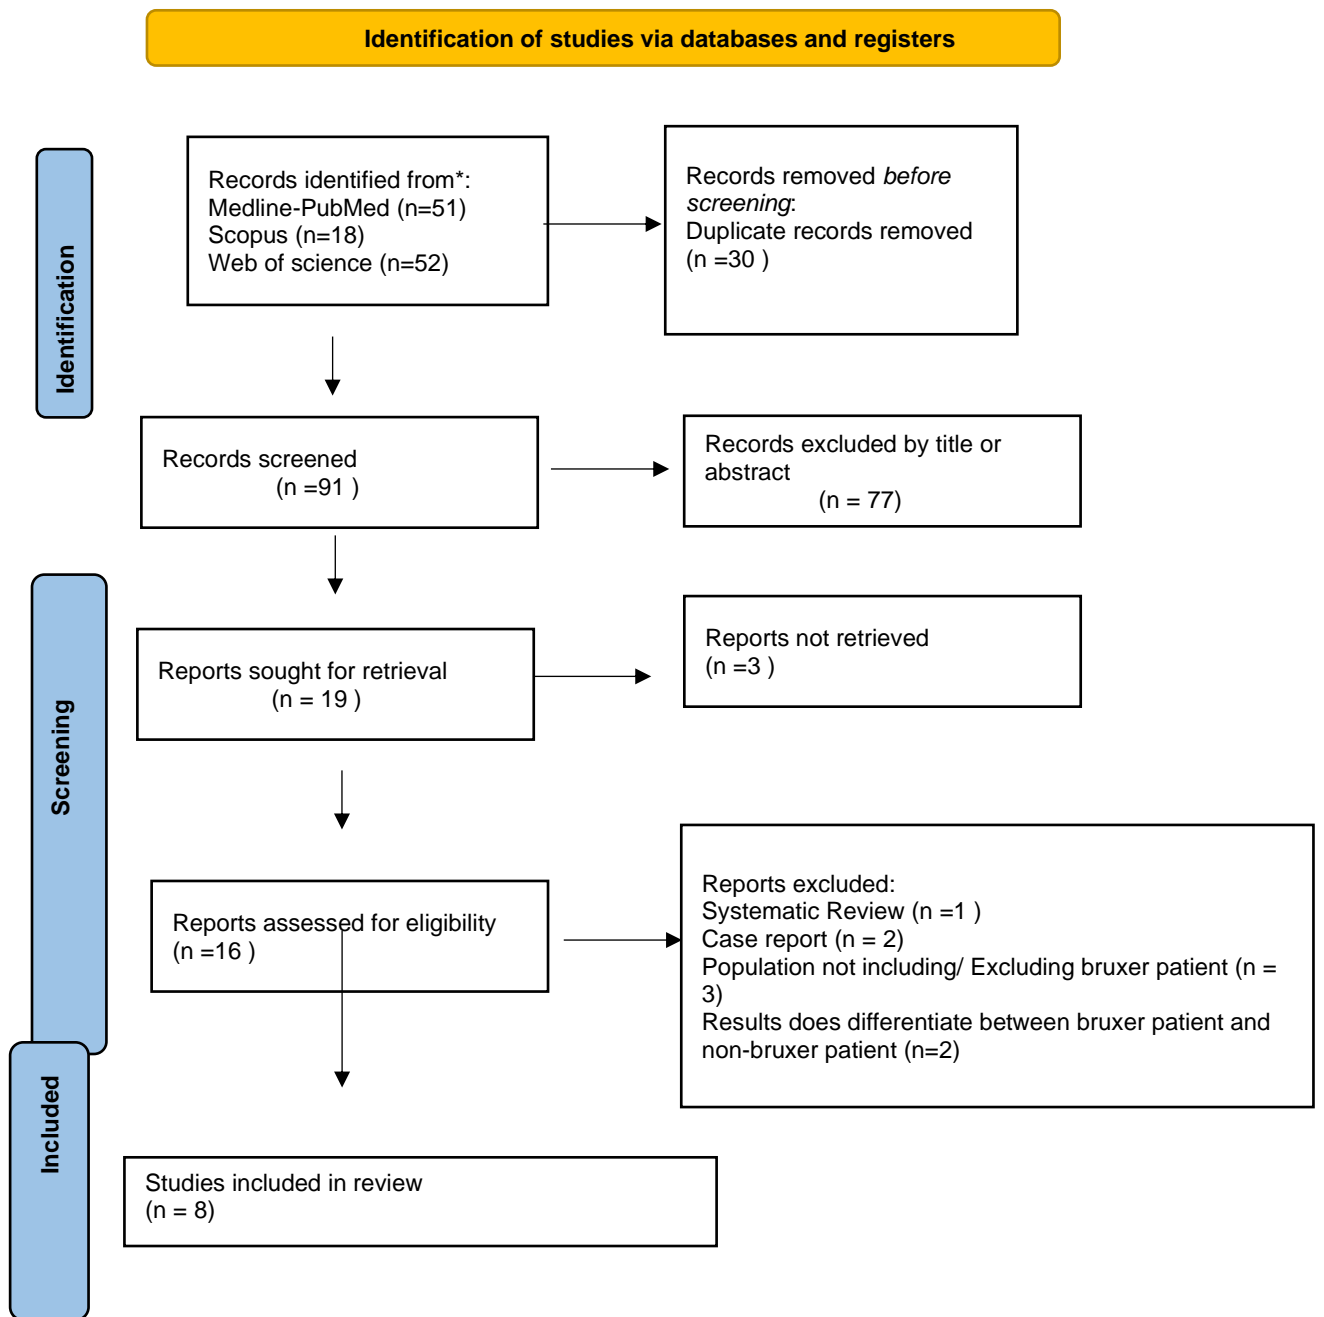 Identification of studies via databases and registers
Identification
Records identified from*:
Medline-PubMed (n=51)
Scopus (n=18)
Web of science (n=52)
Records removed before
screening:
Duplicate records removed
(n =30 )
Records screened
(n =91 )
Records excluded by title or
abstract
(n = 77)
Screening
Reports sought for retrieval
(n = 19 )
Reports not retrieved
(n =3 )
Reports assessed for eligibility
(n =16 )
Reports excluded:
Systematic Review (n =1 )
Case report (n = 2)
Population not including/ Excluding bruxer patient (n =
3)
Results does differentiate between bruxer patient and
non-bruxer patient (n=2)
Included
Studies included in review
(n = 8)